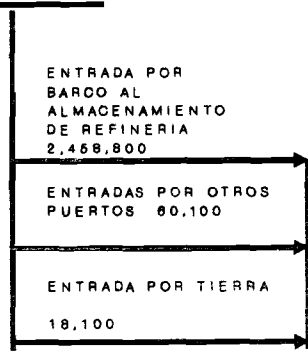 ENTRADA POR
BARCO AL
ALMACENAMIENTO
DE REFINERIA
2,458,800
ENTRADAS POR OTROS
PUERTOS 60,100
ENTRADA POR TIERRA
18,100